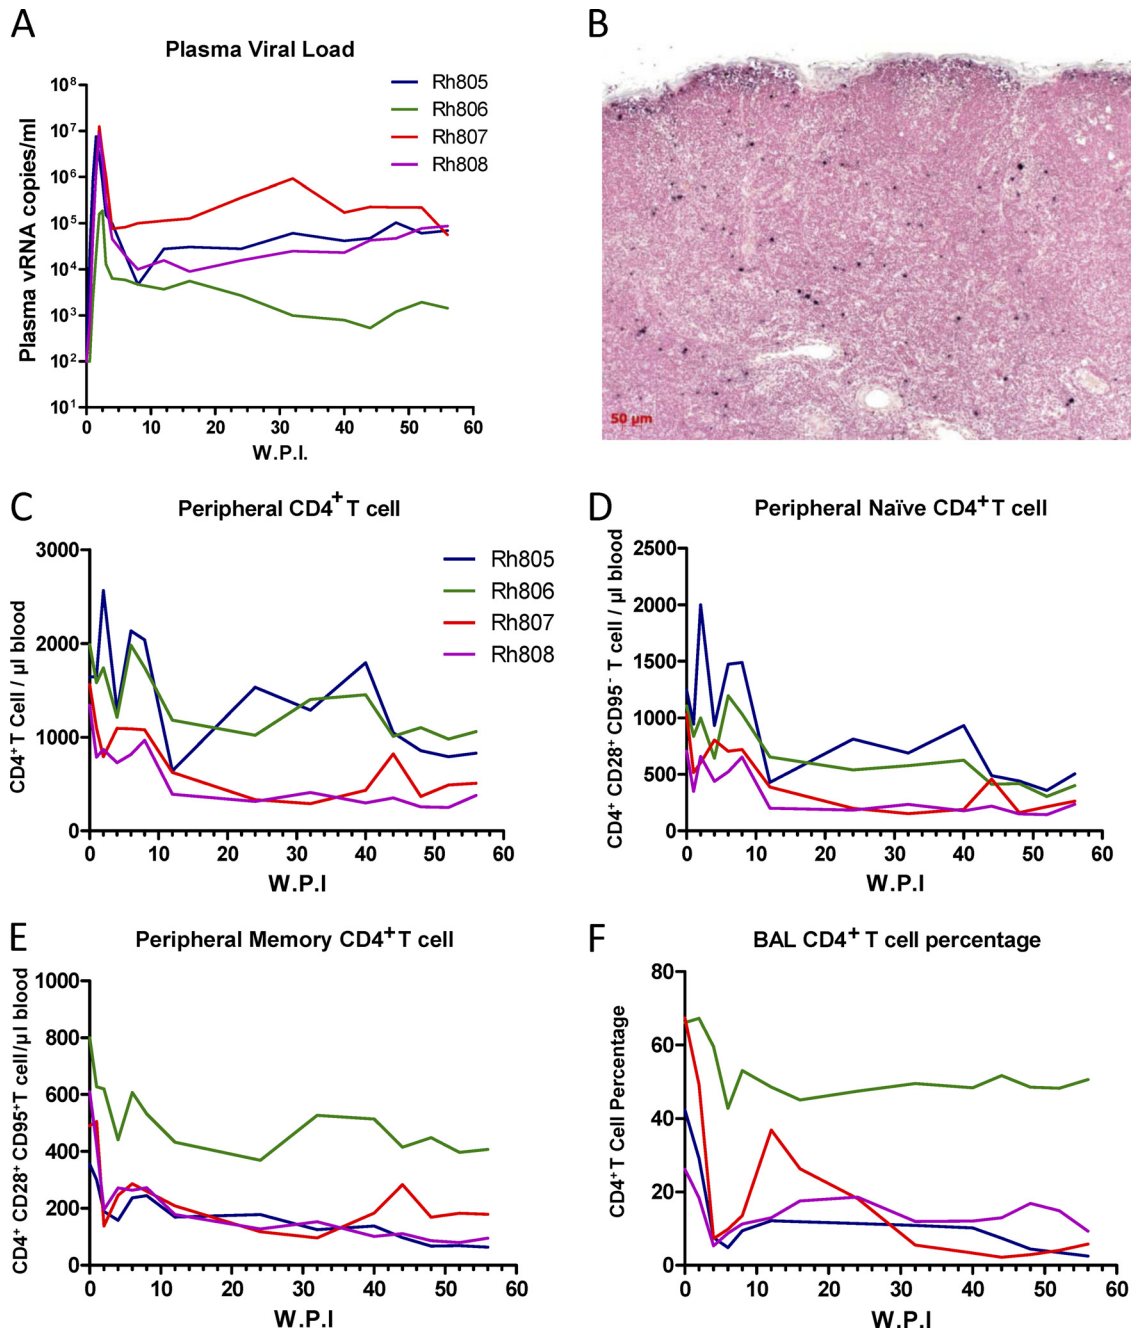 A
Plasma Viral Load
Plasma vRNA copies/ml
10⁸
10⁷
10⁶
10⁵
10⁴
10³
10²
10¹
0 10 20 30 40 50 60
W.P.I.
Rh805
Rh806
Rh807
Rh808
B
50 µm
C
Peripheral CD4⁺ T cell
CD4⁺ T Cell / µl blood
3000
2000
1000
0
0 10 20 30 40 50 60
W.P.I
Rh805
Rh806
Rh807
Rh808
D
Peripheral Naïve CD4⁺ T cell
CD4⁺ CD28⁺ CD95⁻ T cell / µl blood
2500
2000
1500
1000
500
0
0 10 20 30 40 50 60
W.P.I
E
Peripheral Memory CD4⁺ T cell
CD4⁺ CD28⁺ CD95⁺T cell/µl blood
1000
800
600
400
200
0
0 10 20 30 40 50 60
W.P.I
F
BAL CD4⁺ T cell percentage
CD4⁺T Cell Percentage
80
60
40
20
0
0 10 20 30 40 50 60
W.P.I